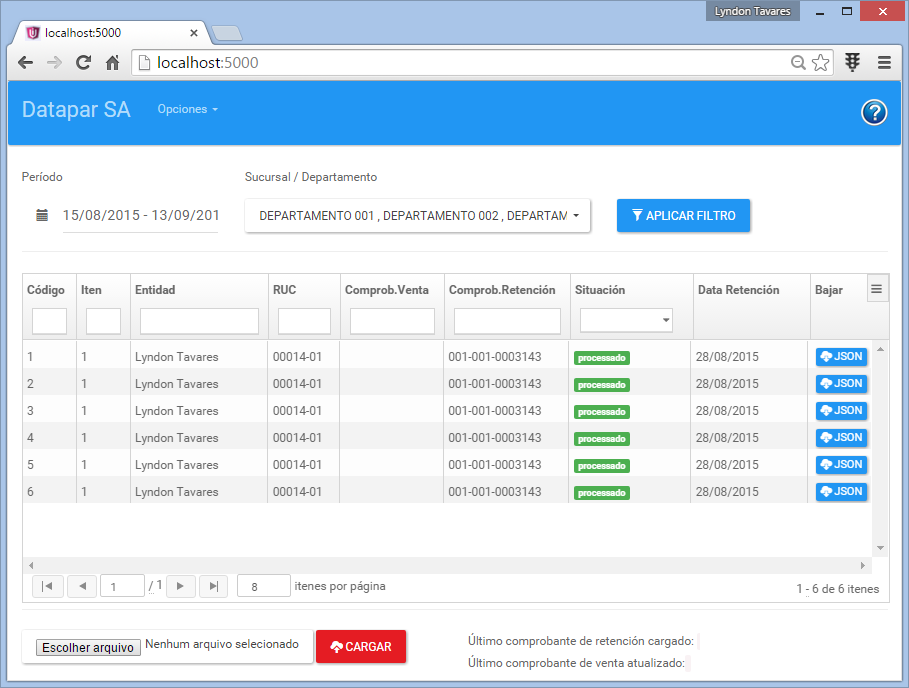 Lyndon Tavares
localhost:5000
localhost:5000
Datapar SA Opciones
Período Sucursal / Departamento
15/08/2015 - 13/09/201 DEPARTAMENTO 001 , DEPARTAMENTO 002 , DEPARTAM APLICAR FILTRO
Código Iten Entidad RUC Comprob.Venta Comprob.Retención Situación Data Retención Bajar
1 1 Lyndon Tavares 00014-01 001-001-0003143 processado 28/08/2015 JSON
2 1 Lyndon Tavares 00014-01 001-001-0003143 processado 28/08/2015 JSON
3 1 Lyndon Tavares 00014-01 001-001-0003143 processado 28/08/2015 JSON
4 1 Lyndon Tavares 00014-01 001-001-0003143 processado 28/08/2015 JSON
5 1 Lyndon Tavares 00014-01 001-001-0003143 processado 28/08/2015 JSON
6 1 Lyndon Tavares 00014-01 001-001-0003143 processado 28/08/2015 JSON
1 / 1 8 itenes por página 1 - 6 de 6 itenes
Escolher arquivo Nenhum arquivo selecionado CARGAR Último comprobante de retención cargado:
Último comprobante de venta atualizado: